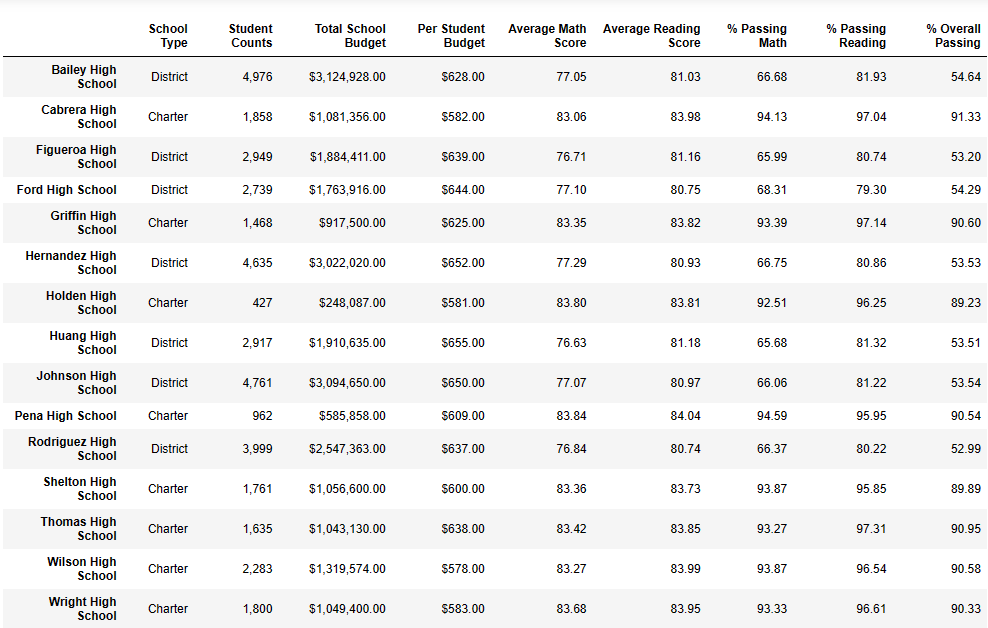 School Type Student Counts Total School Budget Per Student Budget Average Math Score Average Reading Score % Passing Math % Passing Reading % Overall Passing
Bailey High School District 4,976 $3,124,928.00 $628.00 77.05 81.03 66.68 81.93 54.64
Cabrera High School Charter 1,858 $1,081,356.00 $582.00 83.06 83.98 94.13 97.04 91.33
Figueroa High School District 2,949 $1,884,411.00 $639.00 76.71 81.16 65.99 80.74 53.20
Ford High School District 2,739 $1,763,916.00 $644.00 77.10 80.75 68.31 79.30 54.29
Griffin High School Charter 1,468 $917,500.00 $625.00 83.35 83.82 93.39 97.14 90.60
Hernandez High School District 4,635 $3,022,020.00 $652.00 77.29 80.93 66.75 80.86 53.53
Holden High School Charter 427 $248,087.00 $581.00 83.80 83.81 92.51 96.25 89.23
Huang High School District 2,917 $1,910,635.00 $655.00 76.63 81.18 65.68 81.32 53.51
Johnson High School District 4,761 $3,094,650.00 $650.00 77.07 80.97 66.06 81.22 53.54
Pena High School Charter 962 $585,858.00 $609.00 83.84 84.04 94.59 95.95 90.54
Rodriguez High School District 3,999 $2,547,363.00 $637.00 76.84 80.74 66.37 80.22 52.99
Shelton High School Charter 1,761 $1,056,600.00 $600.00 83.36 83.73 93.87 95.85 89.89
Thomas High School Charter 1,635 $1,043,130.00 $638.00 83.42 83.85 93.27 97.31 90.95
Wilson High School Charter 2,283 $1,319,574.00 $578.00 83.27 83.99 93.87 96.54 90.58
Wright High School Charter 1,800 $1,049,400.00 $583.00 83.68 83.95 93.33 96.61 90.33